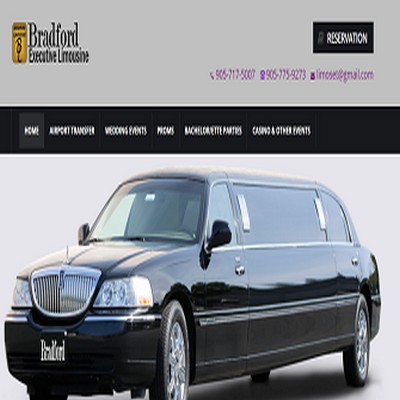 Bradford
Executive Limousine
RESERVATION
905-717-5007 905-775-9273 limoset@gmail.com
HOME AIRPORT TRANSFER WEDDING EVENTS PROMS BACHELOR/ETTE PARTIES CASINO & OTHER EVENTS
Bradford